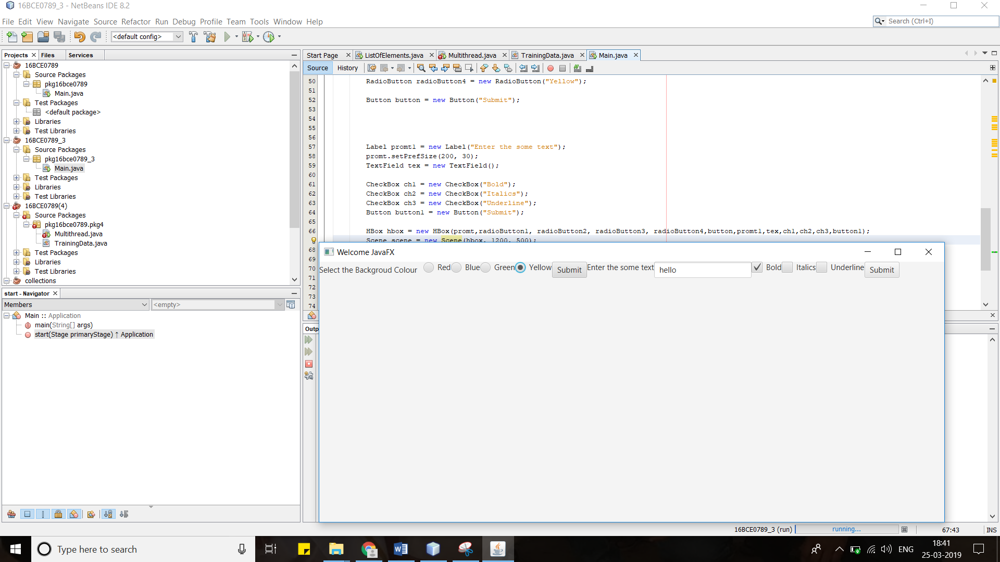 16BCE0789_3 - NetBeans IDE 8.2
File Edit View Navigate Source Refactor Run Debug Profile Team Tools Window Help
Search (Ctrl+I)
<default config>
Projects Files Services
16BCE0789
Source Packages
pkg16bce0789
Main.java
Test Packages
<default package>
Libraries
Test Libraries
16BCE0789_3
Source Packages
pkg16bce0789_3
Main.java
Test Packages
Libraries
Test Libraries
16BCE0789(4)
Source Packages
pkg16bce0789.pkg4
Multithread.java
TrainingData.java
Test Packages
Libraries
Test Libraries
collections
start - Navigator
Members <empty>
Main :: Application
main(String[] args)
start(Stage primaryStage) ↑ Application
Start Page ListOfElements.java Multithread.java TrainingData.java Main.java
Source History
50 RadioButton radioButton4 = new RadioButton("Yellow");
51
52 Button button = new Button("Submit");
53
54
55
56
57 Label promt1 = new Label("Enter the some text");
58 promt.setPrefSize(200, 30);
59 TextField tex = new TextField();
60
61 CheckBox ch1 = new CheckBox("Bold");
62 CheckBox ch2 = new CheckBox("Italics");
63 CheckBox ch3 = new CheckBox("Underline");
64 Button button1 = new Button("Submit");
65
66 HBox hbox = new HBox(promt,radioButton1, radioButton2, radioButton3, radioButton4,button,promt1,tex,ch1,ch2,ch3,button1);
Scene scene = new Scene(hbox, 1200, 500);
68
69
70
71
72
73
74
Outp
Welcome JavaFX
Select the Backgroud Colour Red Blue Green Yellow Submit Enter the some text hello Bold Italics Underline Submit
16BCE0789_3 (run) running... 67:43 INS
Type here to search
ENG
18:41
25-03-2019